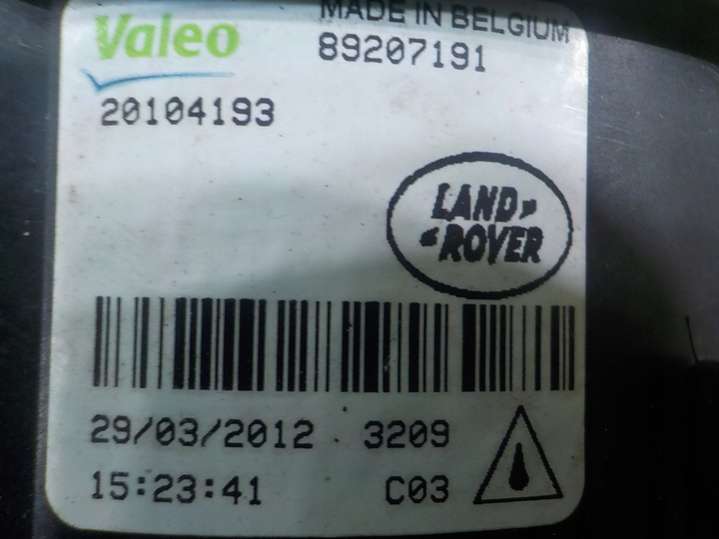 Valeo
MADE IN BELGIUM
89207191
20104193
LAND
ROVER
29/03/2012 3209
15:23:41 C03